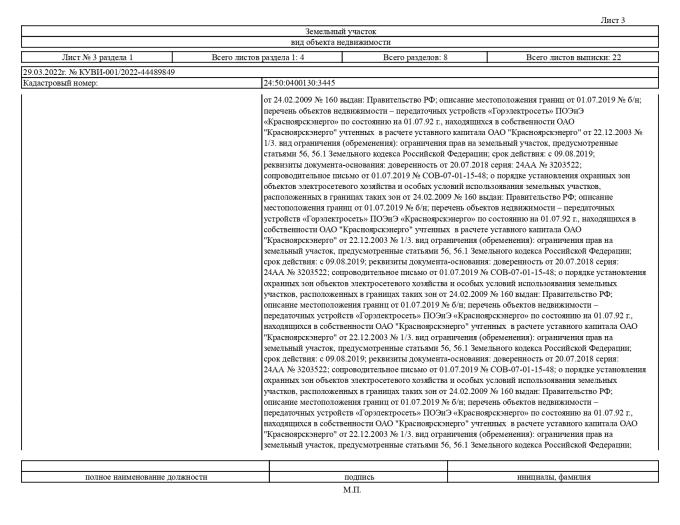 Лист 3
Земельный участок
вид объекта недвижимости
Лист № 3 раздела 1 Всего листов раздела 1: 4 Всего разделов: 8 Всего листов выписки: 22
29.03.2022г. № КУВИ-001/2022-44489849
Кадастровый номер: 24:50:0400130:3445
от 24.02.2009 № 160 выдан: Правительство РФ; описание местоположения границ от 01.07.2019 № б/н;
перечень объектов недвижимости – передаточных устройств «Горэлектросеть» ПОЭиЭ
«Красноярскэнерго» по состоянию на 01.07.92 г., находящихся в собственности ОАО
"Красноярскэнерго" учтенных в расчете уставного капитала ОАО "Красноярскэнерго" от 22.12.2003 №
1/3. вид ограничения (обременения): ограничения прав на земельный участок, предусмотренные
статьями 56, 56.1 Земельного кодекса Российской Федерации; срок действия: с 09.08.2019;
реквизиты документа-основания: доверенность от 20.07.2018 серия: 24АА № 3203522;
сопроводительное письмо от 01.07.2019 № СОВ-07-01-15-48; о порядке установления охранных зон
объектов электросетевого хозяйства и особых условий использования земельных участков,
расположенных в границах таких зон от 24.02.2009 № 160 выдан: Правительство РФ; описание
местоположения границ от 01.07.2019 № б/н; перечень объектов недвижимости – передаточных
устройств «Горэлектросеть» ПОЭиЭ «Красноярскэнерго» по состоянию на 01.07.92 г., находящихся в
собственности ОАО "Красноярскэнерго" учтенных в расчете уставного капитала ОАО
"Красноярскэнерго" от 22.12.2003 № 1/3. вид ограничения (обременения): ограничения прав на
земельный участок, предусмотренные статьями 56, 56.1 Земельного кодекса Российской Федерации;
срок действия: с 09.08.2019; реквизиты документа-основания: доверенность от 20.07.2018 серия:
24АА № 3203522; сопроводительное письмо от 01.07.2019 № СОВ-07-01-15-48; о порядке установления
охранных зон объектов электросетевого хозяйства и особых условий использования земельных
участков, расположенных в границах таких зон от 24.02.2009 № 160 выдан: Правительство РФ;
описание местоположения границ от 01.07.2019 № б/н; перечень объектов недвижимости –
передаточных устройств «Горэлектросеть» ПОЭиЭ «Красноярскэнерго» по состоянию на 01.07.92 г.,
находящихся в собственности ОАО "Красноярскэнерго" учтенных в расчете уставного капитала ОАО
"Красноярскэнерго" от 22.12.2003 № 1/3. вид ограничения (обременения): ограничения прав на
земельный участок, предусмотренные статьями 56, 56.1 Земельного кодекса Российской Федерации;
срок действия: с 09.08.2019; реквизиты документа-основания: доверенность от 20.07.2018 серия:
24АА № 3203522; сопроводительное письмо от 01.07.2019 № СОВ-07-01-15-48; о порядке установления
охранных зон объектов электросетевого хозяйства и особых условий использования земельных
участков, расположенных в границах таких зон от 24.02.2009 № 160 выдан: Правительство РФ;
описание местоположения границ от 01.07.2019 № б/н; перечень объектов недвижимости –
передаточных устройств «Горэлектросеть» ПОЭиЭ «Красноярскэнерго» по состоянию на 01.07.92 г.,
находящихся в собственности ОАО "Красноярскэнерго" учтенных в расчете уставного капитала ОАО
"Красноярскэнерго" от 22.12.2003 № 1/3. вид ограничения (обременения): ограничения прав на
земельный участок, предусмотренные статьями 56, 56.1 Земельного кодекса Российской Федерации;
полное наименование должности подпись инициалы, фамилия
М.П.